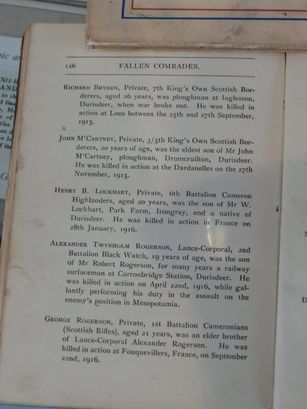 126 FALLEN COMRADES.
RICHARD BRYDEN, Private, 7th King's Own Scottish Bor-
derers, aged 26 years, was ploughman at Ingleston,
Durisdeer, when war broke out. He was killed in
action at Loos between the 25th and 27th September,
1915.
JOHN M'CARTNEY, Private, 3/5th King's Own Scottish Bor-
derers, 20 years of age, was the eldest son of Mr John
M'Cartney, ploughman, Drumcruilton, Durisdeer.
He was killed in action at the Dardanelles on the 27th
November, 1915.
HENRY B. LOCKHART, Private, 6th Battalion Cameron
Highlanders, aged 20 years, was the son of Mr W.
Lockhart, Park Farm, Irongray, and a native of
Durisdeer. He was killed in action in France on
28th January, 1916.
ALEXANDER TWYNHOLM ROGERSON, Lance-Corporal, 2nd
Battalion Black Watch, 19 years of age, was the son
of Mr Robert Rogerson, for many years a railway
surfaceman at Carronbridge Station, Durisdeer. He
was killed in action on April 22nd, 1916, while gal-
lantly performing his duty in the assault on the
enemy's position in Mesopotamia.
GEORGE ROGERSON, Private, 1st Battalion Cameronians
(Scottish Rifles), aged 21 years, was an elder brother
of Lance-Corporal Alexander Rogerson. He was
killed in action at Fouquevillers, France, on September
22nd, 1916.